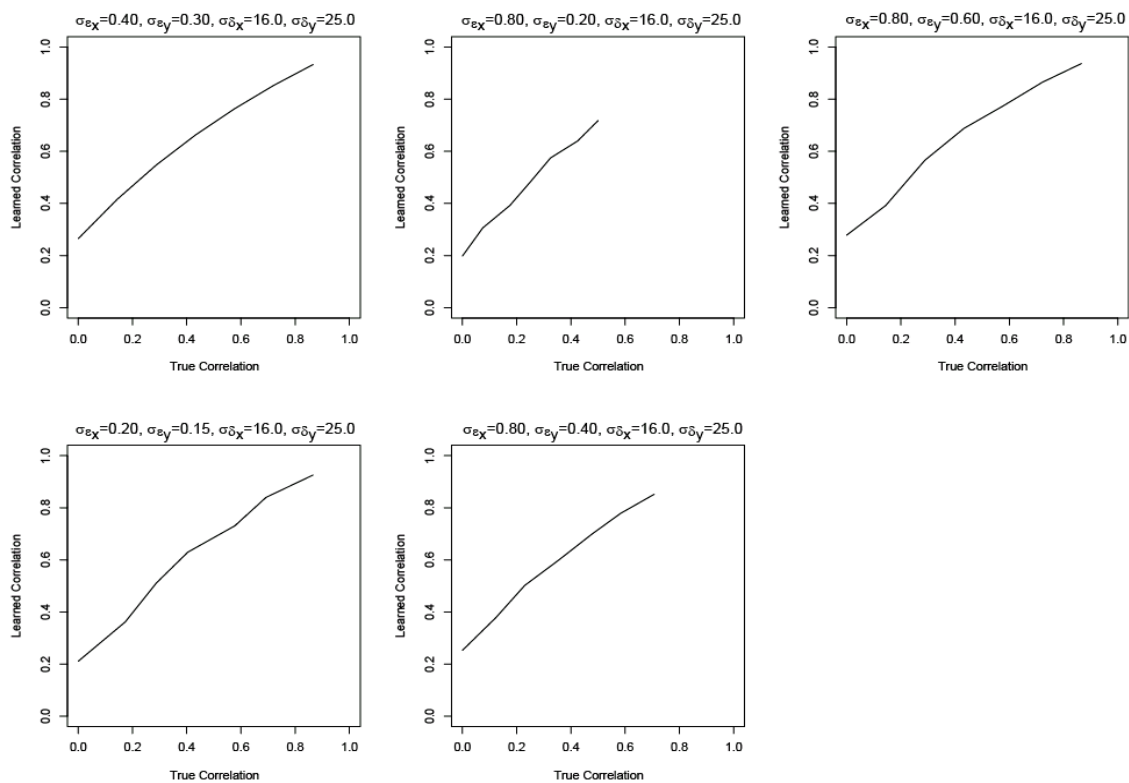 σεx=0.40, σεy=0.30, σδx=16.0, σδy=25.0
Learned Correlation
1.0
0.8
0.6
0.4
0.2
0.0
0.0 0.2 0.4 0.6 0.8 1.0
True Correlation
σεx=0.80, σεy=0.20, σδx=16.0, σδy=25.0
Learned Correlation
1.0
0.8
0.6
0.4
0.2
0.0
0.0 0.2 0.4 0.6 0.8 1.0
True Correlation
σεx=0.80, σεy=0.60, σδx=16.0, σδy=25.0
Learned Correlation
1.0
0.8
0.6
0.4
0.2
0.0
0.0 0.2 0.4 0.6 0.8 1.0
True Correlation
σεx=0.20, σεy=0.15, σδx=16.0, σδy=25.0
Learned Correlation
1.0
0.8
0.6
0.4
0.2
0.0
0.0 0.2 0.4 0.6 0.8 1.0
True Correlation
σεx=0.80, σεy=0.40, σδx=16.0, σδy=25.0
Learned Correlation
1.0
0.8
0.6
0.4
0.2
0.0
0.0 0.2 0.4 0.6 0.8 1.0
True Correlation